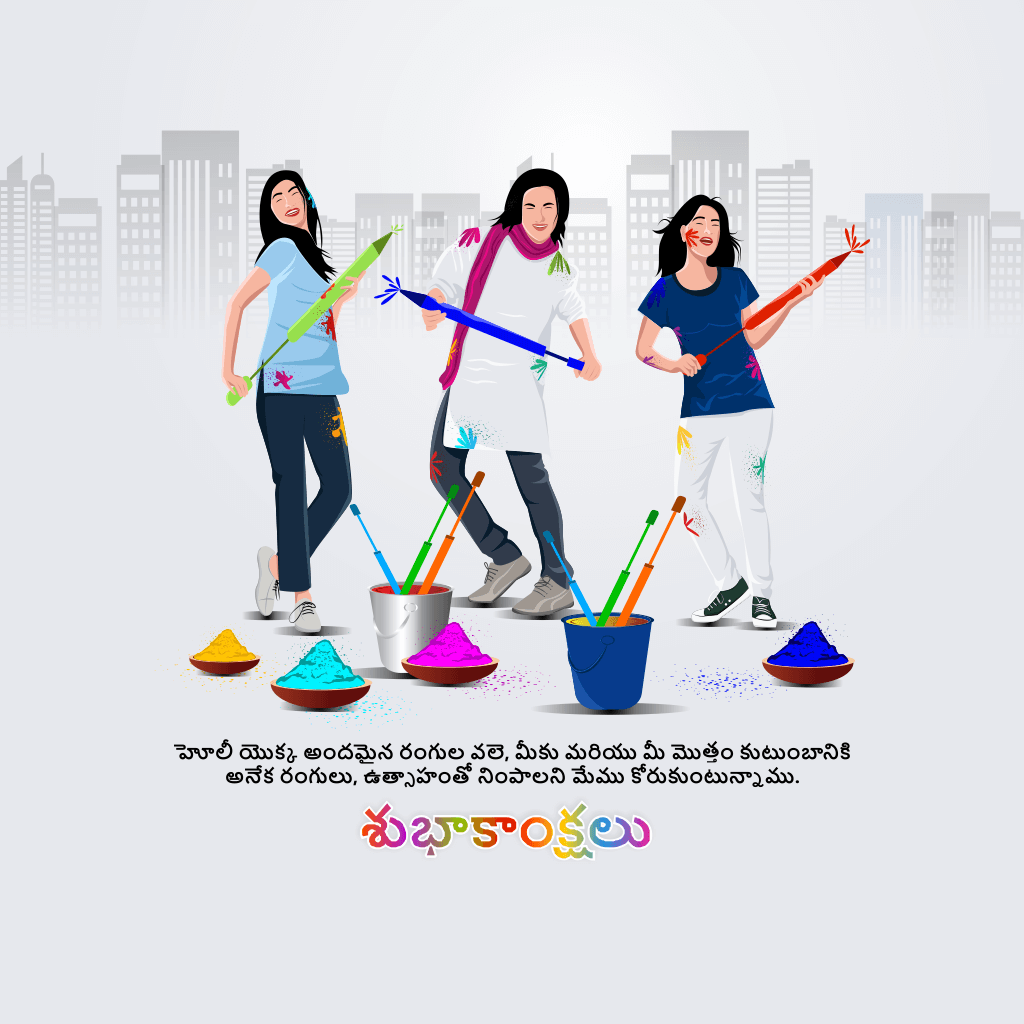 హెూలీ యొక్క అందమైన రంగుల వలె, మీకు మరియు మీ మొత్తం కుటుంబానికి
అనేక రంగులు, ఉత్సాహంతో నింపాలని మేము కోరుకుంటున్నాము.
శుభాకాంక్షలు